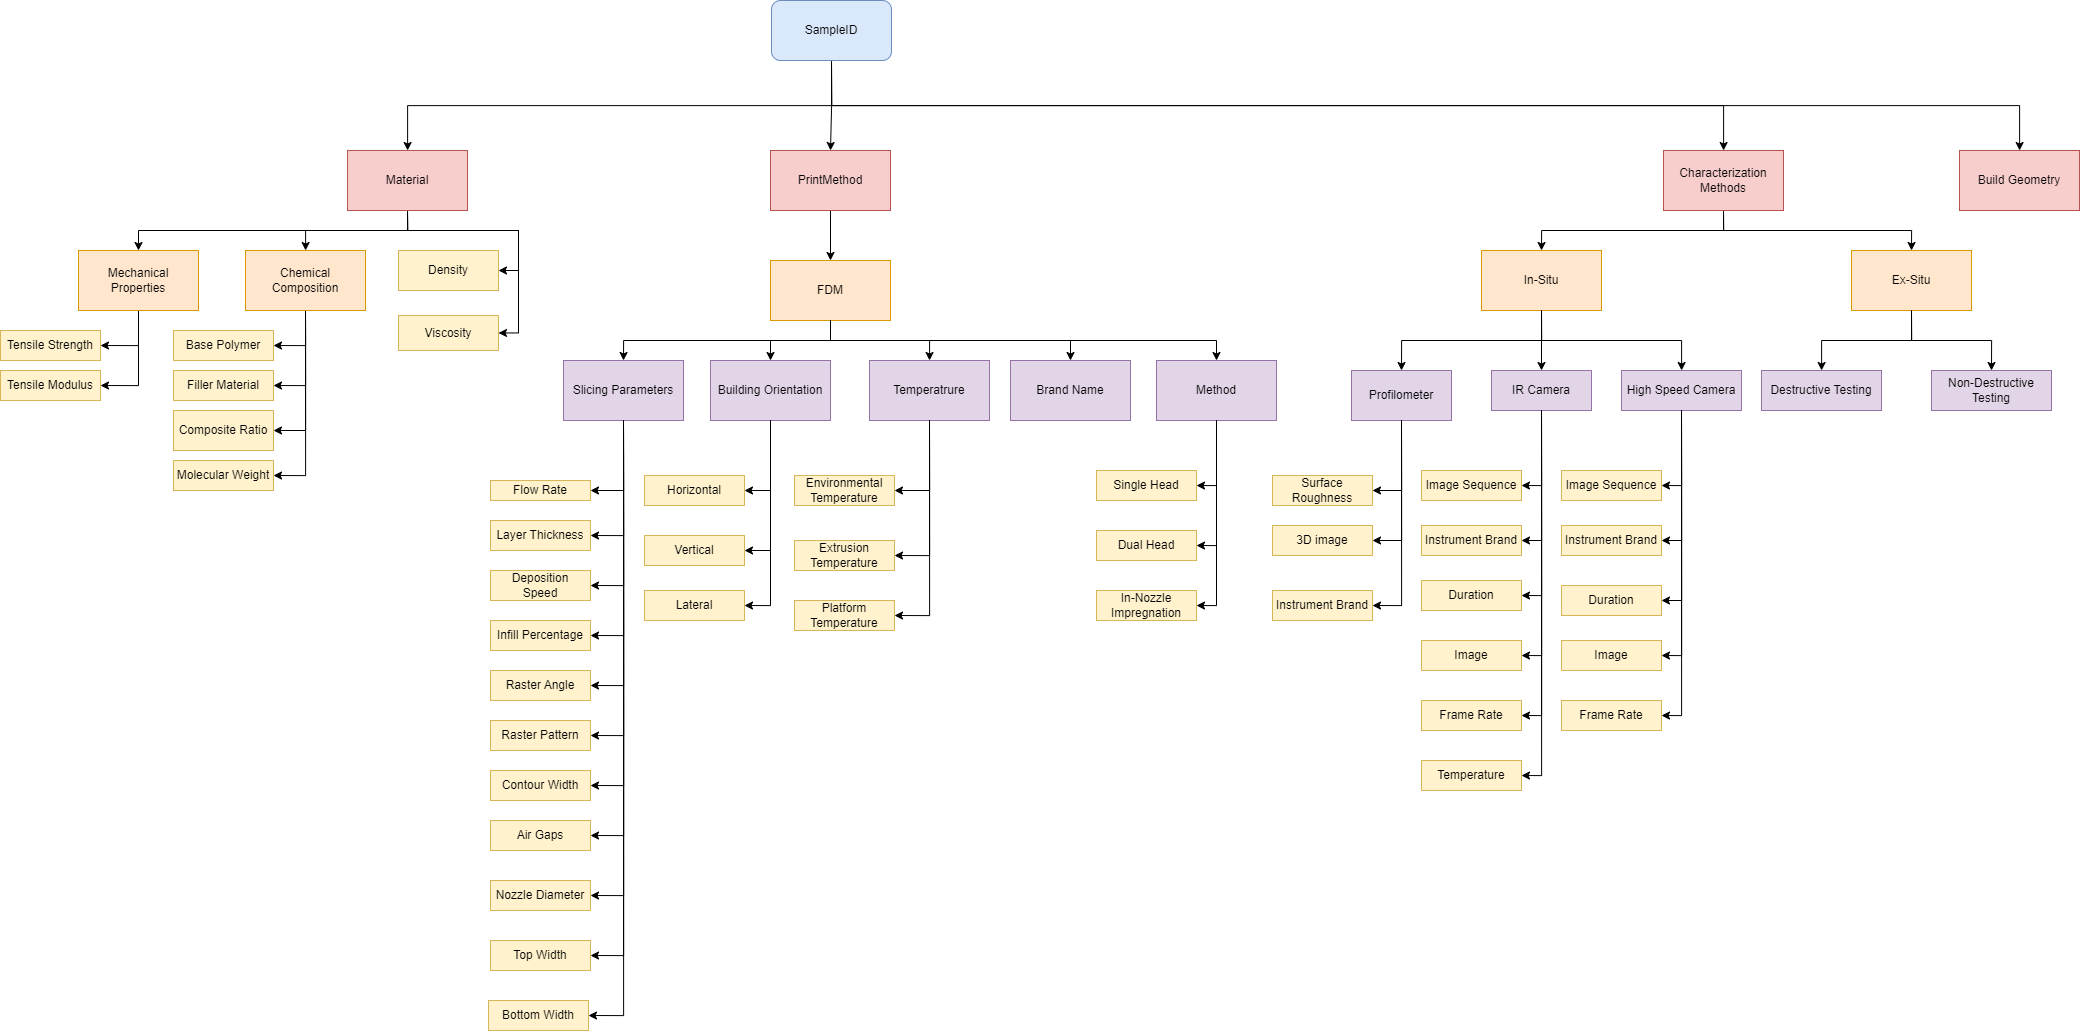 SampleID
Material
PrintMethod
Characterization
Methods
Build Geometry
Mechanical
Properties
Chemical
Composition
Density
Viscosity
FDM
In-Situ
Ex-Situ
Tensile Strength
Tensile Modulus
Base Polymer
Filler Material
Composite Ratio
Molecular Weight
Slicing Parameters
Building Orientation
Temperatrure
Brand Name
Method
Profilometer
IR Camera
High Speed Camera
Destructive Testing
Non-Destructive
Testing
Flow Rate
Layer Thickness
Deposition
Speed
Infill Percentage
Raster Angle
Raster Pattern
Contour Width
Air Gaps
Nozzle Diameter
Top Width
Bottom Width
Horizontal
Vertical
Lateral
Environmental
Temperature
Extrusion
Temperature
Platform
Temperature
Single Head
Dual Head
In-Nozzle
Impregnation
Surface
Roughness
3D image
Instrument Brand
Image Sequence
Instrument Brand
Duration
Image
Frame Rate
Temperature
Image Sequence
Instrument Brand
Duration
Image
Frame Rate